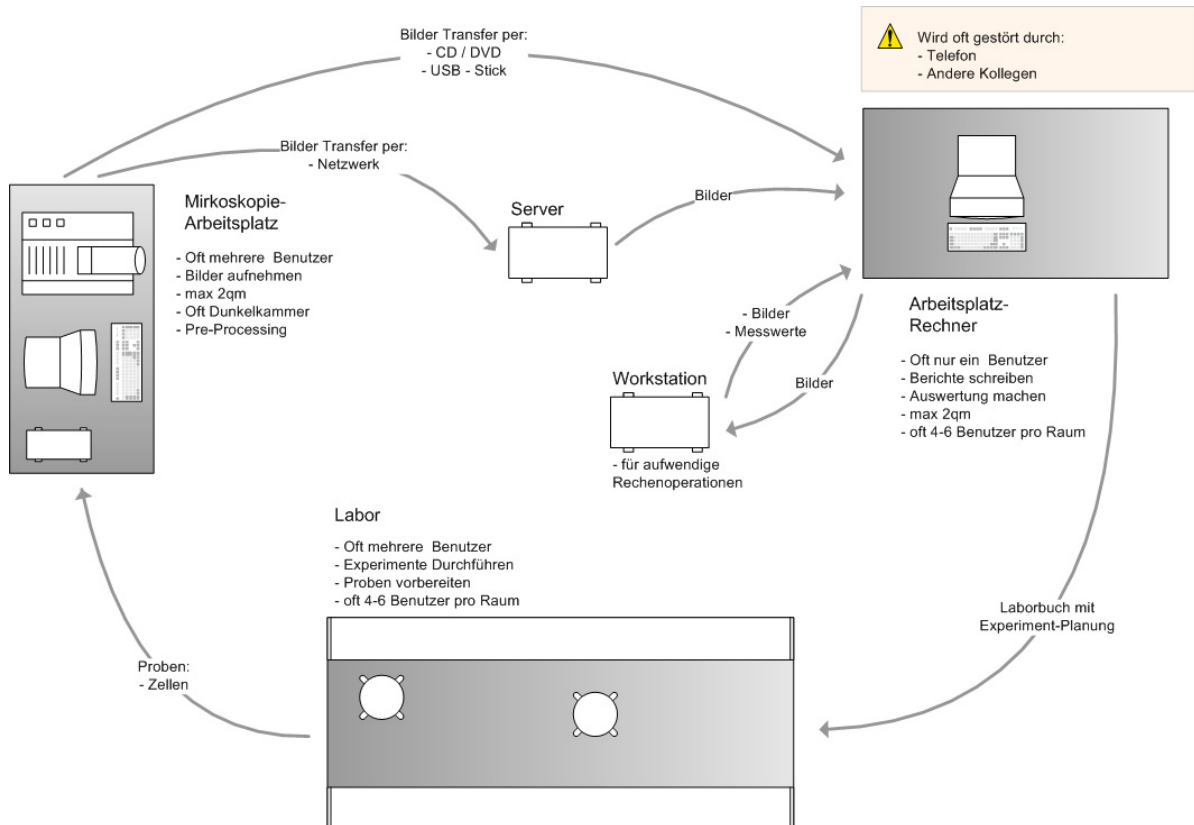 Bilder Transfer per:
- CD / DVD
- USB - Stick
Wird oft gestört durch:
- Telefon
- Andere Kollegen
Bilder Transfer per:
- Netzwerk
Mirkoskopie-
Arbeitsplatz
- Oft mehrere Benutzer
- Bilder aufnehmen
- max 2qm
- Oft Dunkelkammer
- Pre-Processing
Server
Bilder
- Bilder
- Messwerte
Bilder
Workstation
- für aufwendige
Rechenoperationen
Arbeitsplatz-
Rechner
- Oft nur ein Benutzer
- Berichte schreiben
- Auswertung machen
- max 2qm
- oft 4-6 Benutzer pro Raum
Labor
- Oft mehrere Benutzer
- Experimente Durchführen
- Proben vorbereiten
- oft 4-6 Benutzer pro Raum
Laborbuch mit
Experiment-Planung
Proben:
- Zellen